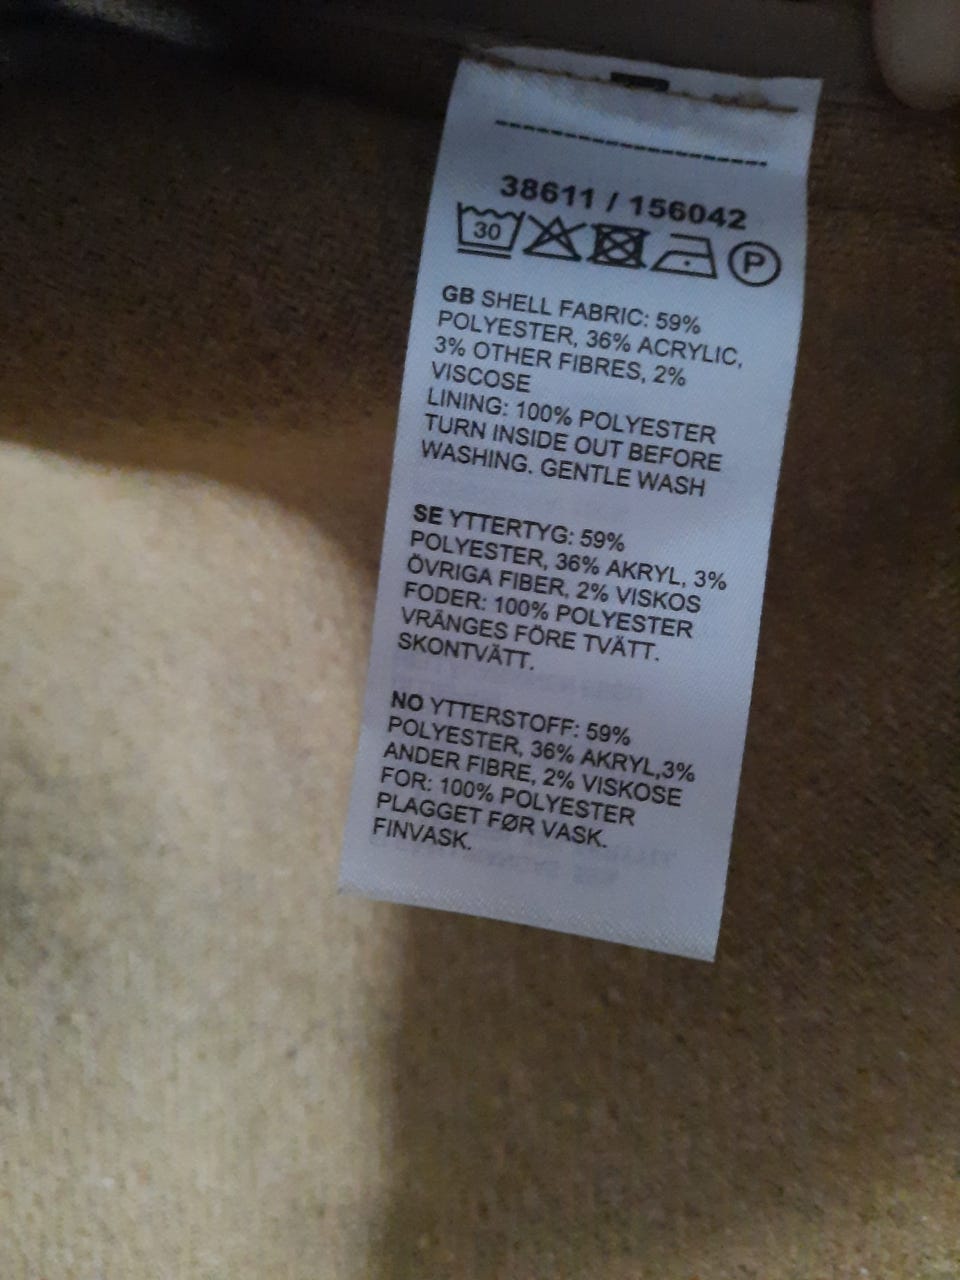 38611 / 156042
30 P
GB SHELL FABRIC: 59%
POLYESTER, 36% ACRYLIC,
3% OTHER FIBRES, 2%
VISCOSE
LINING: 100% POLYESTER
TURN INSIDE OUT BEFORE
WASHING. GENTLE WASH
SE YTTERTYG: 59%
POLYESTER, 36% AKRYL, 3%
ÖVRIGA FIBER, 2% VISKOS
FODER: 100% POLYESTER
VRÄNGES FÖRE TVÄTT.
SKONTVÄTT.
NO YTTERSTOFF: 59%
POLYESTER, 36% AKRYL,3%
ANDER FIBRE, 2% VISKOSE
FOR: 100% POLYESTER
PLAGGET FØR VASK.
FINVASK.